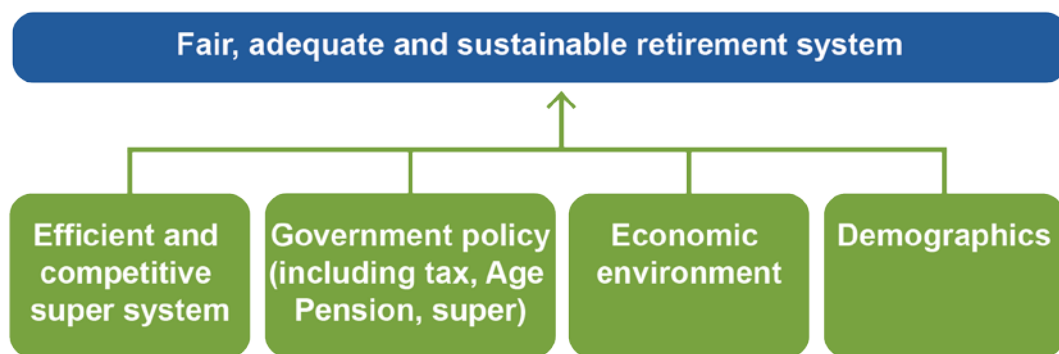 Fair, adequate and sustainable retirement system
Efficient and
competitive
super system
Government policy
(including tax, Age
Pension, super)
Economic
environment
Demographics